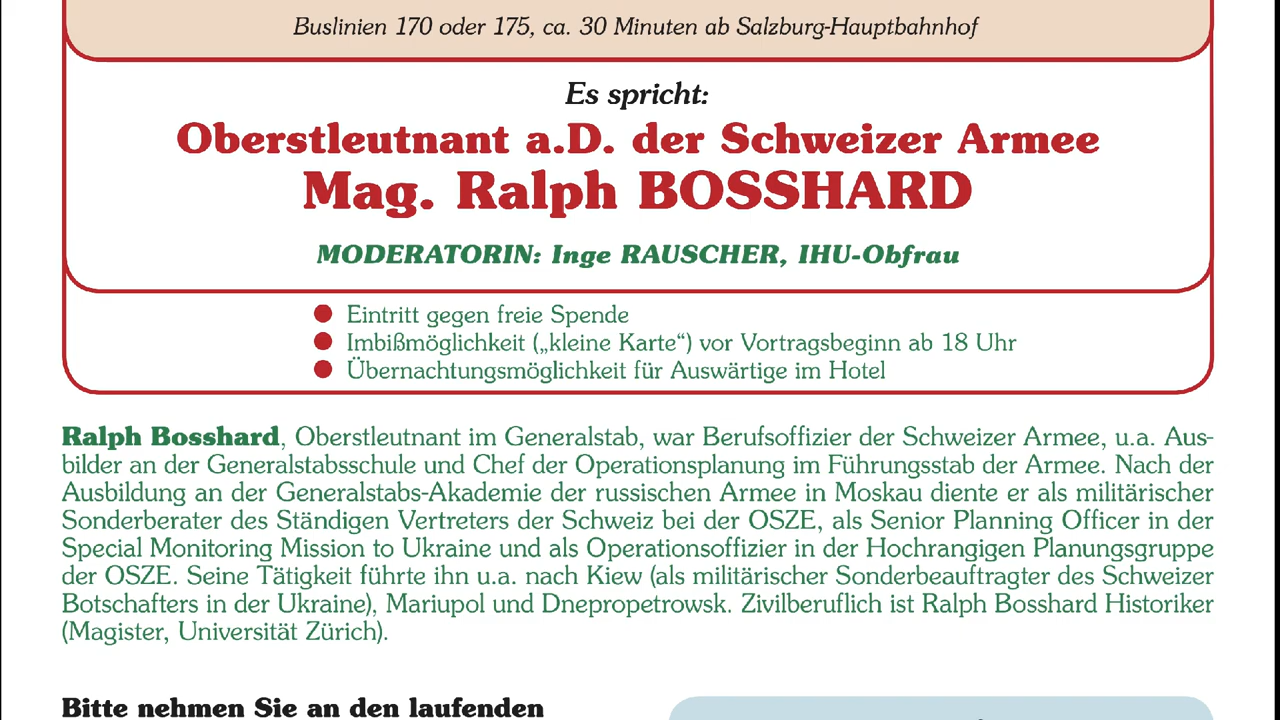 Buslinien 170 oder 175, ca. 30 Minuten ab Salzburg-Hauptbahnhof
Es spricht:
Oberstleutnant a.D. der Schweizer Armee
Mag. Ralph BOSSHARD
MODERATORIN: Inge RAUSCHER, IHU-Obfrau
● Eintritt gegen freie Spende
● Imbißmöglichkeit („kleine Karte“) vor Vortragsbeginn ab 18 Uhr
● Übernachtungsmöglichkeit für Auswärtige im Hotel
Ralph Bosshard, Oberstleutnant im Generalstab, war Berufsoffizier der Schweizer Armee, u.a. Aus-
bilder an der Generalstabsschule und Chef der Operationsplanung im Führungsstab der Armee. Nach der
Ausbildung an der Generalstabs-Akademie der russischen Armee in Moskau diente er als militärischer
Sonderberater des Ständigen Vertreters der Schweiz bei der OSZE, als Senior Planning Officer in der
Special Monitoring Mission to Ukraine und als Operationsoffizier in der Hochrangigen Planungsgruppe
der OSZE. Seine Tätigkeit führte ihn u.a. nach Kiew (als militärischer Sonderbeauftragter des Schweizer
Botschafters in der Ukraine), Mariupol und Dnepropetrowsk. Zivilberuflich ist Ralph Bosshard Historiker
(Magister, Universität Zürich).
Bitte nehmen Sie an den laufenden